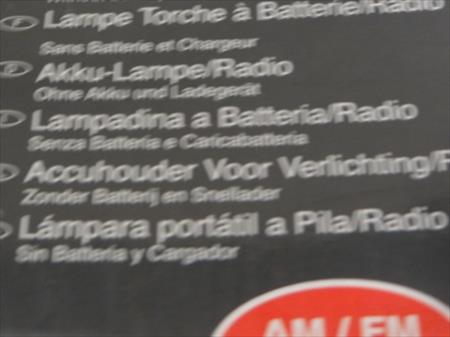 F Lampe Torche à Batterie/Radio
Sans Batterie et Chargeur
D Akku-Lampe/Radio
Ohne Akku und Ladegerät
Lampadina a Batteria/Radio
Senza Batteria e Caricabatteria
Accuhouder Voor Verlichting/R
Zonder Batterij en Snellader
Lámpara portátil a Pila/Radio
Sin Batería y Cargador
AM / FM